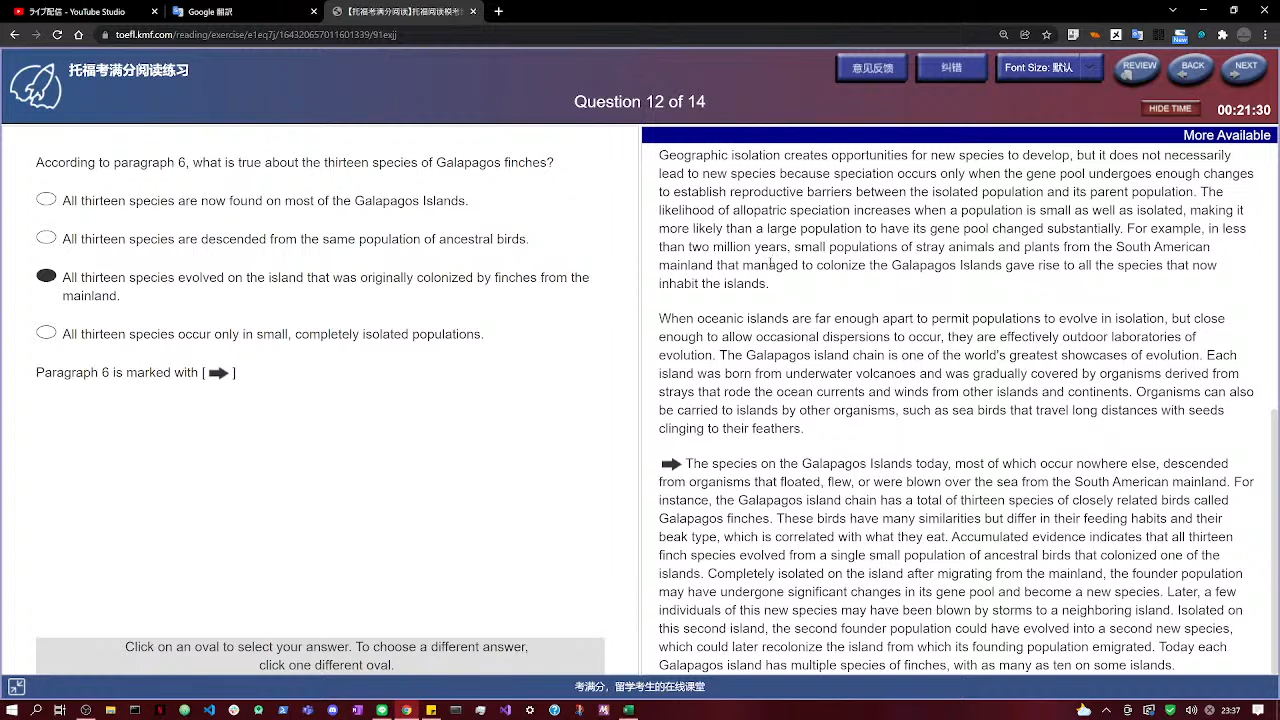 ライブ配信 - YouTube Studio
Google 翻訳
【托福考满分阅读】托福阅读模考
toefl.kmf.com/reading/exercise/e1eq7j/164320657011601339/91exjj
托福考满分阅读练习
意见反馈
纠错
Font Size: 默认
REVIEW
BACK
NEXT
Question 12 of 14
HIDE TIME
00:21:30
More Available
According to paragraph 6, what is true about the thirteen species of Galapagos finches?
All thirteen species are now found on most of the Galapagos Islands.
All thirteen species are descended from the same population of ancestral birds.
All thirteen species evolved on the island that was originally colonized by finches from the
mainland.
All thirteen species occur only in small, completely isolated populations.
Paragraph 6 is marked with [ ➡ ]
Click on an oval to select your answer. To choose a different answer,
click one different oval.
Geographic isolation creates opportunities for new species to develop, but it does not necessarily
lead to new species because speciation occurs only when the gene pool undergoes enough changes
to establish reproductive barriers between the isolated population and its parent population. The
likelihood of allopatric speciation increases when a population is small as well as isolated, making it
more likely than a large population to have its gene pool changed substantially. For example, in less
than two million years, small populations of stray animals and plants from the South American
mainland that managed to colonize the Galapagos Islands gave rise to all the species that now
inhabit the islands.
When oceanic islands are far enough apart to permit populations to evolve in isolation, but close
enough to allow occasional dispersions to occur, they are effectively outdoor laboratories of
evolution. The Galapagos island chain is one of the world's greatest showcases of evolution. Each
island was born from underwater volcanoes and was gradually covered by organisms derived from
strays that rode the ocean currents and winds from other islands and continents. Organisms can also
be carried to islands by other organisms, such as sea birds that travel long distances with seeds
clinging to their feathers.
➡ The species on the Galapagos Islands today, most of which occur nowhere else, descended
from organisms that floated, flew, or were blown over the sea from the South American mainland. For
instance, the Galapagos island chain has a total of thirteen species of closely related birds called
Galapagos finches. These birds have many similarities but differ in their feeding habits and their
beak type, which is correlated with what they eat. Accumulated evidence indicates that all thirteen
finch species evolved from a single small population of ancestral birds that colonized one of the
islands. Completely isolated on the island after migrating from the mainland, the founder population
may have undergone significant changes in its gene pool and become a new species. Later, a few
individuals of this new species may have been blown by storms to a neighboring island. Isolated on
this second island, the second founder population could have evolved into a second new species,
which could later recolonize the island from which its founding population emigrated. Today each
Galapagos island has multiple species of finches, with as many as ten on some islands.
考满分，留学考生的在线课堂
23:37